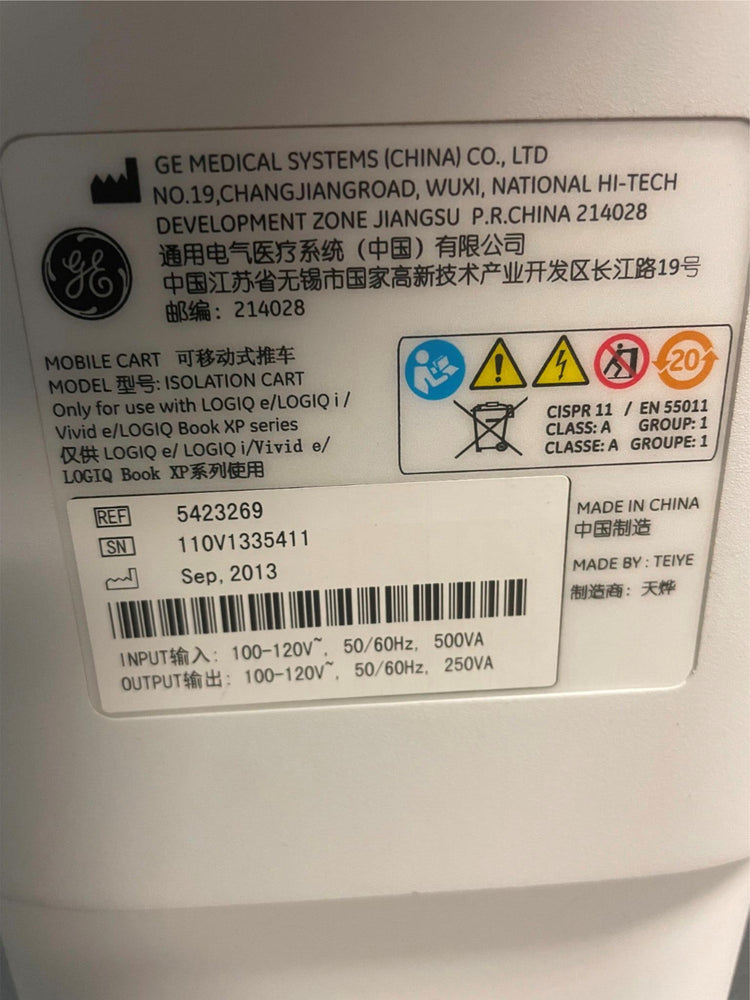 GE MEDICAL SYSTEMS (CHINA) CO., LTD
NO.19,CHANGJIANGROAD, WUXI, NATIONAL HI-TECH
DEVELOPMENT ZONE JIANGSU P.R.CHINA 214028
通用电气医疗系统（中国）有限公司
中国江苏省无锡市国家高新技术产业开发区长江路19号
邮编：214028
GE
MOBILE CART 可移动式推车
MODEL 型号: ISOLATION CART
Only for use with LOGIQ e/LOGIQ i/
Vivid e/LOGIQ Book XP series
仅供 LOGIQ e/ LOGIQ i/Vivid e/
LOGIQ Book XP系列使用
20
CISPR 11 / EN 55011
CLASS: A GROUP: 1
CLASSE: A GROUPE: 1
REF 5423269
SN 110V1335411
Sep, 2013
INPUT输入: 100-120V~, 50/60Hz, 500VA
OUTPUT输出: 100-120V~, 50/60Hz, 250VA
MADE IN CHINA
中国制造
MADE BY : TEIYE
制造商：天烨